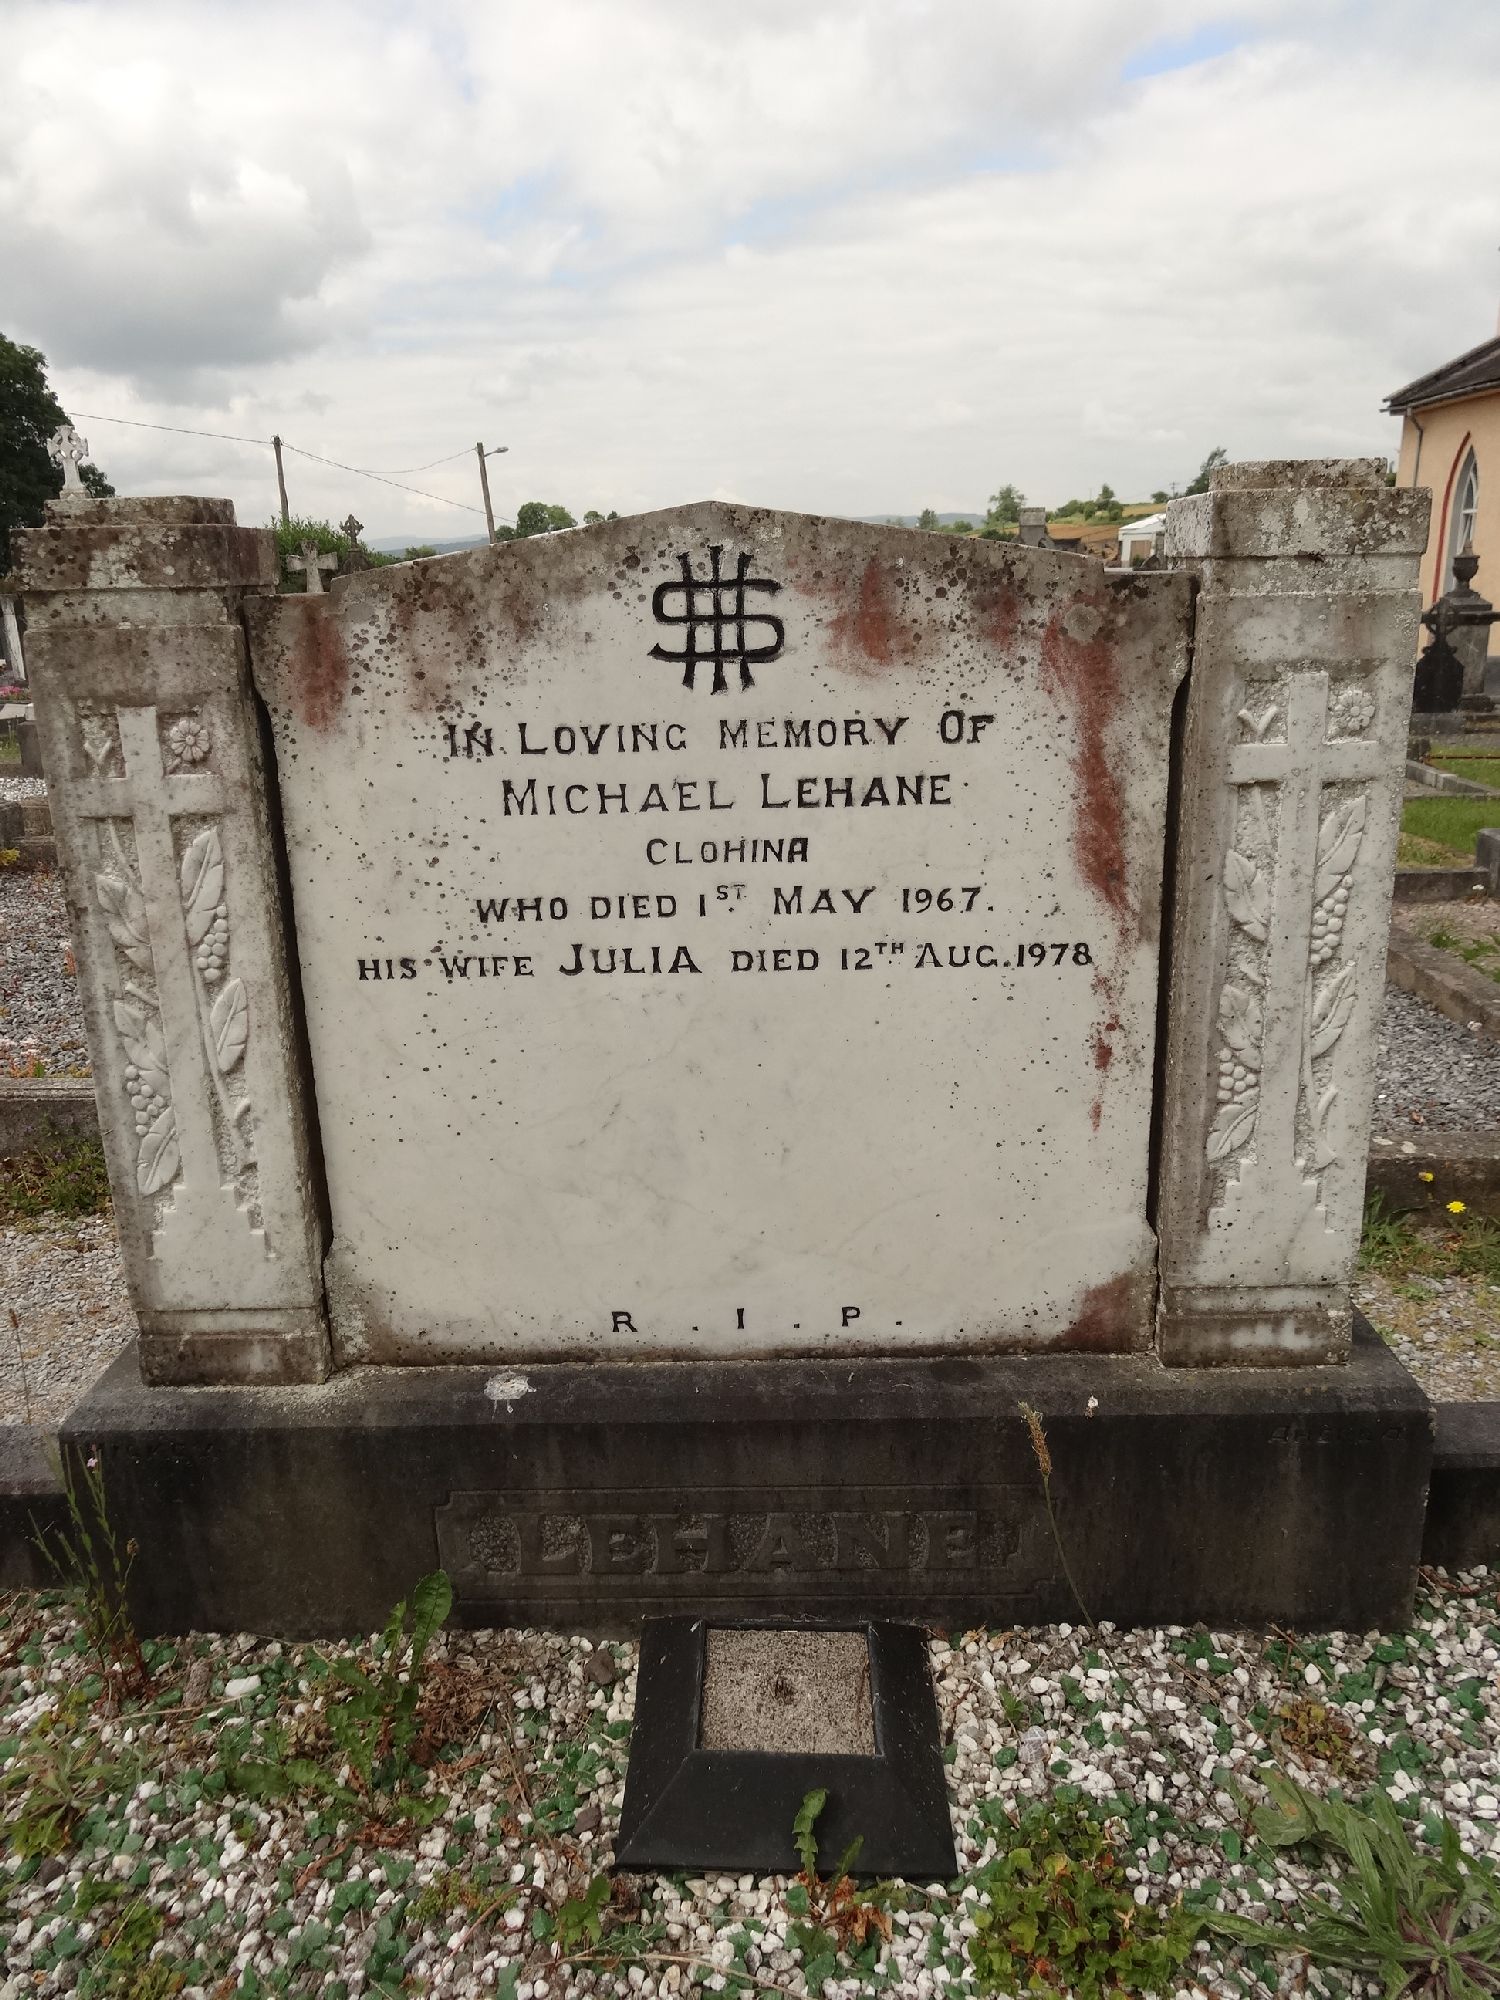 IHS
IN LOVING MEMORY OF
MICHAEL LEHANE
CLOHINA
WHO DIED 1ST MAY 1967.
HIS WIFE JULIA DIED 12TH AUG. 1978
R . I . P .
LEHANE